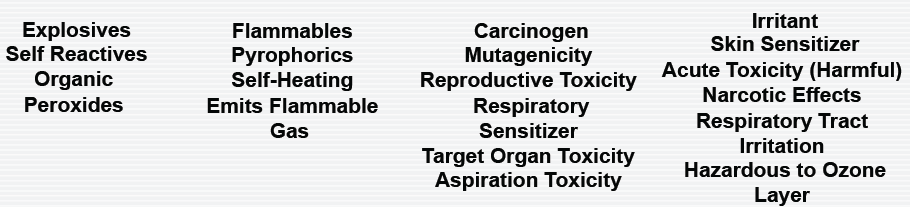 Explosives
Self Reactives
Organic
Peroxides
Flammables
Pyrophorics
Self-Heating
Emits Flammable
Gas
Carcinogen
Mutagenicity
Reproductive Toxicity
Respiratory
Sensitizer
Target Organ Toxicity
Aspiration Toxicity
Irritant
Skin Sensitizer
Acute Toxicity (Harmful)
Narcotic Effects
Respiratory Tract
Irritation
Hazardous to Ozone
Layer